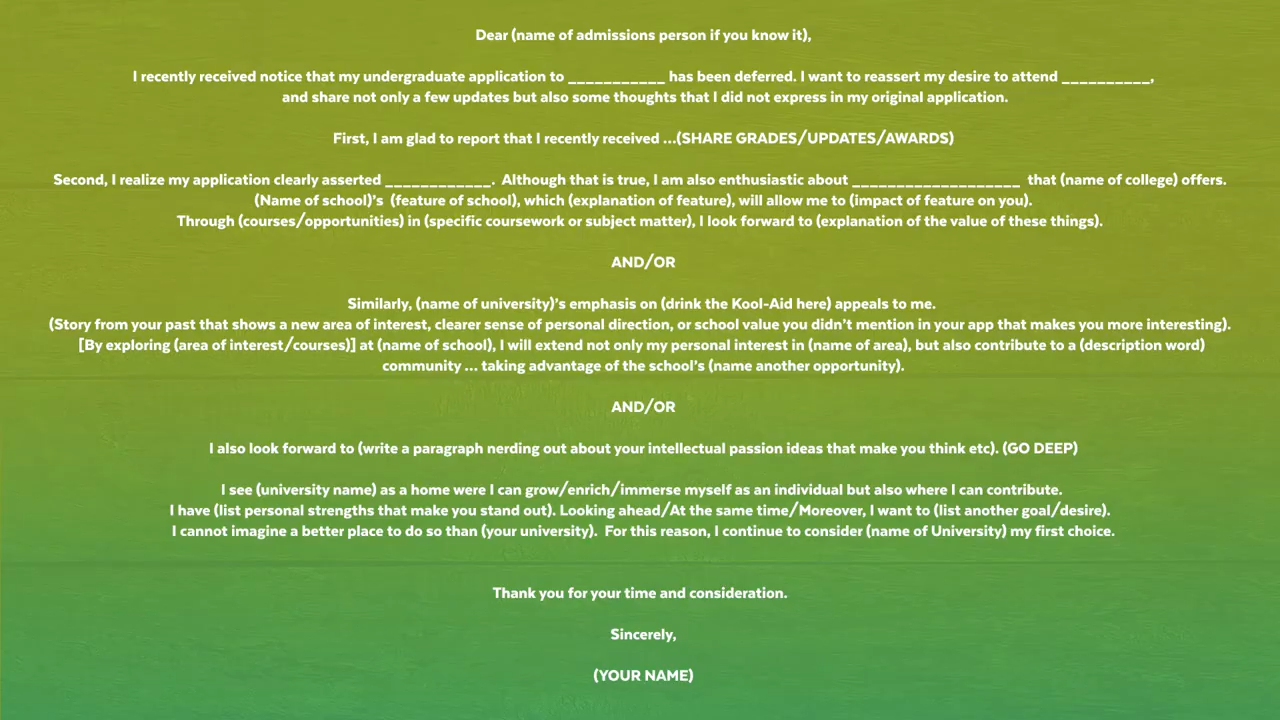 Dear (name of admissions person if you know it),
I recently received notice that my undergraduate application to ___________ has been deferred. I want to reassert my desire to attend __________,
and share not only a few updates but also some thoughts that I did not express in my original application.
First, I am glad to report that I recently received ...(SHARE GRADES/UPDATES/AWARDS)
Second, I realize my application clearly asserted ____________.  Although that is true, I am also enthusiastic about ___________________  that (name of college) offers.
(Name of school)'s  (feature of school), which (explanation of feature), will allow me to (impact of feature on you).
Through (courses/opportunities) in (specific coursework or subject matter), I look forward to (explanation of the value of these things).
AND/OR
Similarly, (name of university)'s emphasis on (drink the Kool-Aid here) appeals to me.
(Story from your past that shows a new area of interest, clearer sense of personal direction, or school value you didn't mention in your app that makes you more interesting).
[By exploring (area of interest/courses)] at (name of school), I will extend not only my personal interest in (name of area), but also contribute to a (description word)
community ... taking advantage of the school's (name another opportunity).
AND/OR
I also look forward to (write a paragraph nerding out about your intellectual passion ideas that make you think etc). (GO DEEP)
I see (university name) as a home were I can grow/enrich/immerse myself as an individual but also where I can contribute.
I have (list personal strengths that make you stand out). Looking ahead/At the same time/Moreover, I want to (list another goal/desire).
I cannot imagine a better place to do so than (your university).  For this reason, I continue to consider (name of University) my first choice.
Thank you for your time and consideration.
Sincerely,
(YOUR NAME)